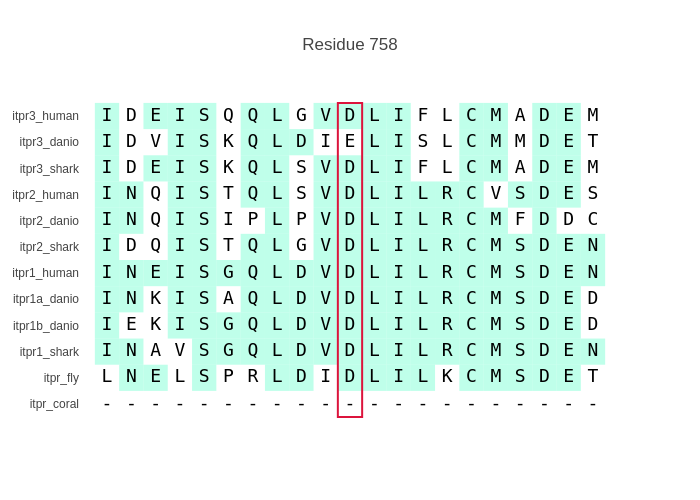 Residue 758
itpr3_human I D E I S Q Q L G V D L I F L C M A D E M
itpr3_danio I D V I S K Q L D I E L I S L C M M D E T
itpr3_shark I D E I S K Q L S V D L I F L C M A D E M
itpr2_human I N Q I S T Q L S V D L I L R C V S D E S
itpr2_danio I N Q I S I P L P V D L I L R C M F D D C
itpr2_shark I D Q I S T Q L G V D L I L R C M S D E N
itpr1_human I N E I S G Q L D V D L I L R C M S D E N
itpr1a_danio I N K I S A Q L D V D L I L R C M S D E D
itpr1b_danio I E K I S G Q L D V D L I L R C M S D E D
itpr1_shark I N A V S G Q L D V D L I L R C M S D E N
itpr_fly L N E L S P R L D I D L I L K C M S D E T
itpr_coral - - - - - - - - - - - - - - - - - - - - -